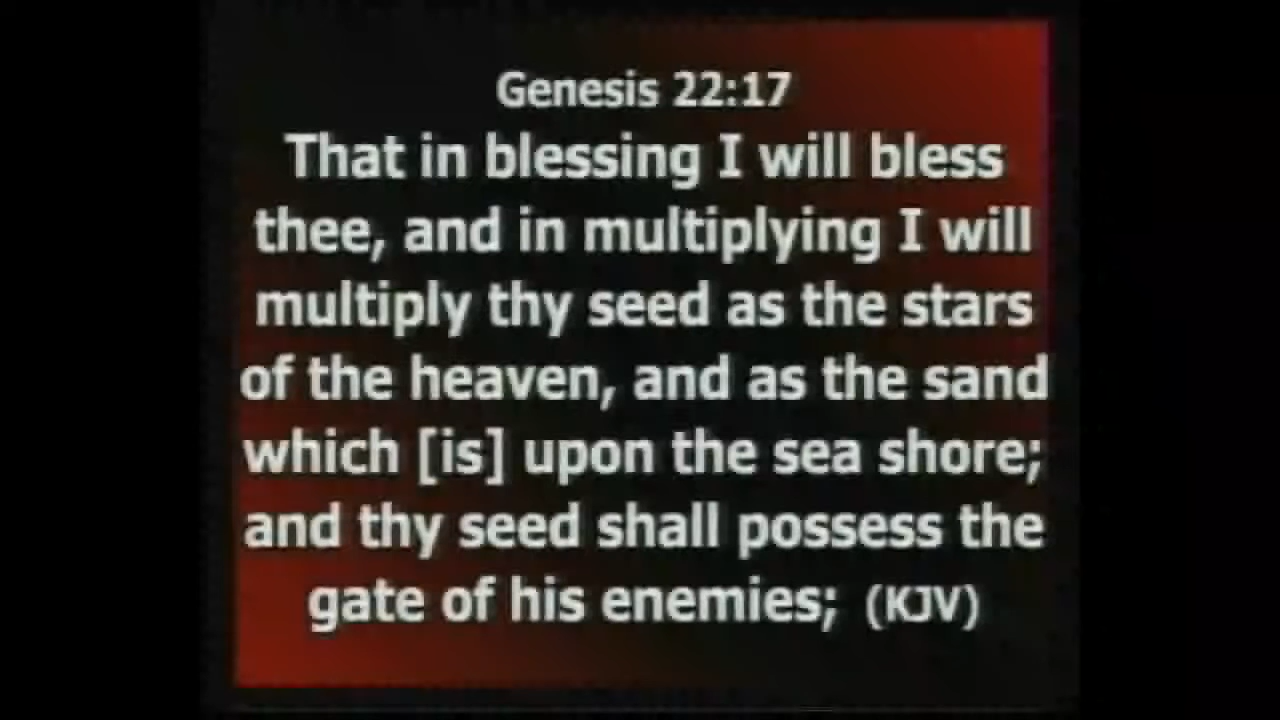 Genesis 22:17
That in blessing I will bless
thee, and in multiplying I will
multiply thy seed as the stars
of the heaven, and as the sand
which [is] upon the sea shore;
and thy seed shall possess the
gate of his enemies; (KJV)